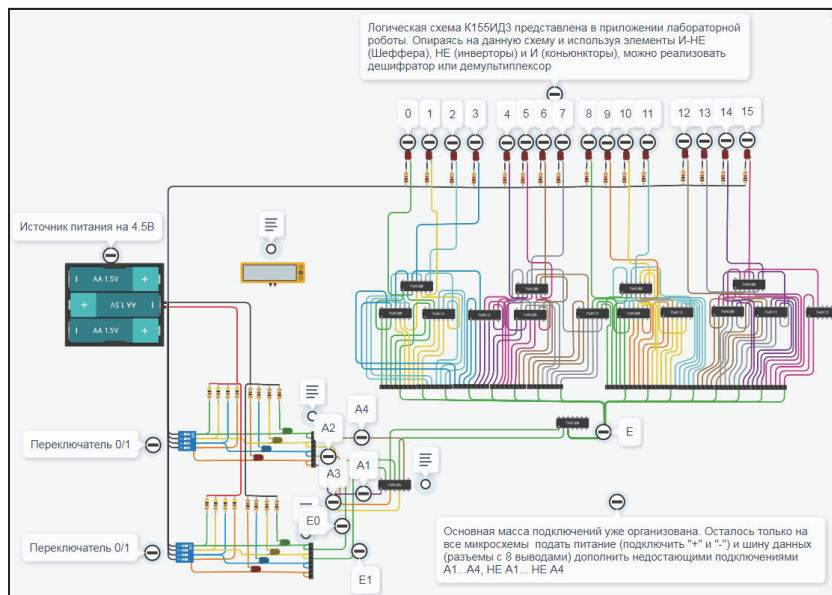 Логическая схема К155ИД3 представлена в приложении лабораторной
роботы. Опираясь на данную схему и используя элементы И-НЕ
(Шеффера), НЕ (инверторы) и И (коньюнкторы), можно реализовать
дешифратор или демультиплексор
0 1 2 3 4 5 6 7 8 9 10 11 12 13 14 15
Источник питания на 4.5В
AA 1.5V
AA 1.5V
AA 1.5V
A4
Переключатель 0/1
A2
E
A3
A1
E0
Переключатель 0/1
E1
Основная масса подключений уже организована. Осталось только на
все микросхемы подать питание (подключить "+" и "-") и шину данных
(разъемы с 8 выводами) дополнить недостающими подключениями
А1...А4, НЕ А1... НЕ А4